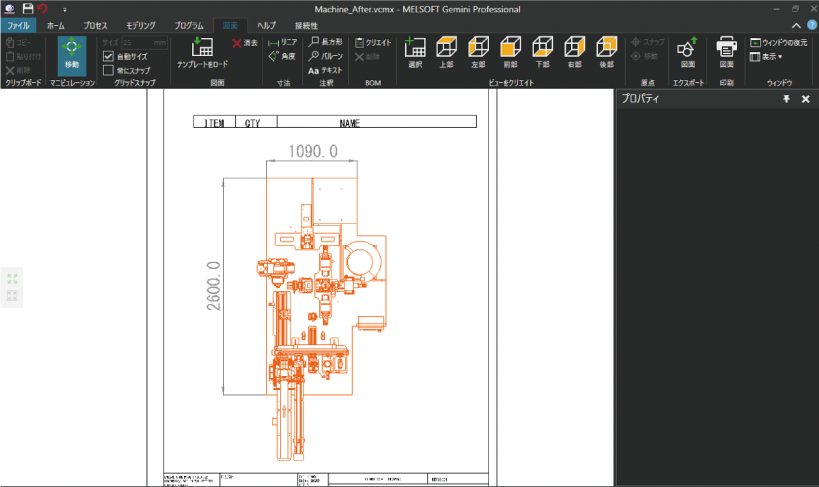 Machine_After.vcmx - MELSOFT Gemini Professional
ファイル ホーム プロセス モデリング プログラム 図面 ヘルプ 接続性
コピー
貼り付け
削除
クリップボード
移動
マニピュレーション
サイズ 25 mm
自動サイズ
常にスナップ
グリッドスナップ
テンプレートをロード
消去
図面
リニア
角度
寸法
長方形
バルーン
Aa テキスト
注釈
クリエイト
削除
BOM
選択 上部 左部 前部 下部 右部 後部
ビューをクリエイト
スナップ
移動
原点
図面
エクスポート
図面
印刷
ウィンドウの復元
表示
ウィンドウ
プロパティ
ITEM QTY NAME
1090.0
2600.0